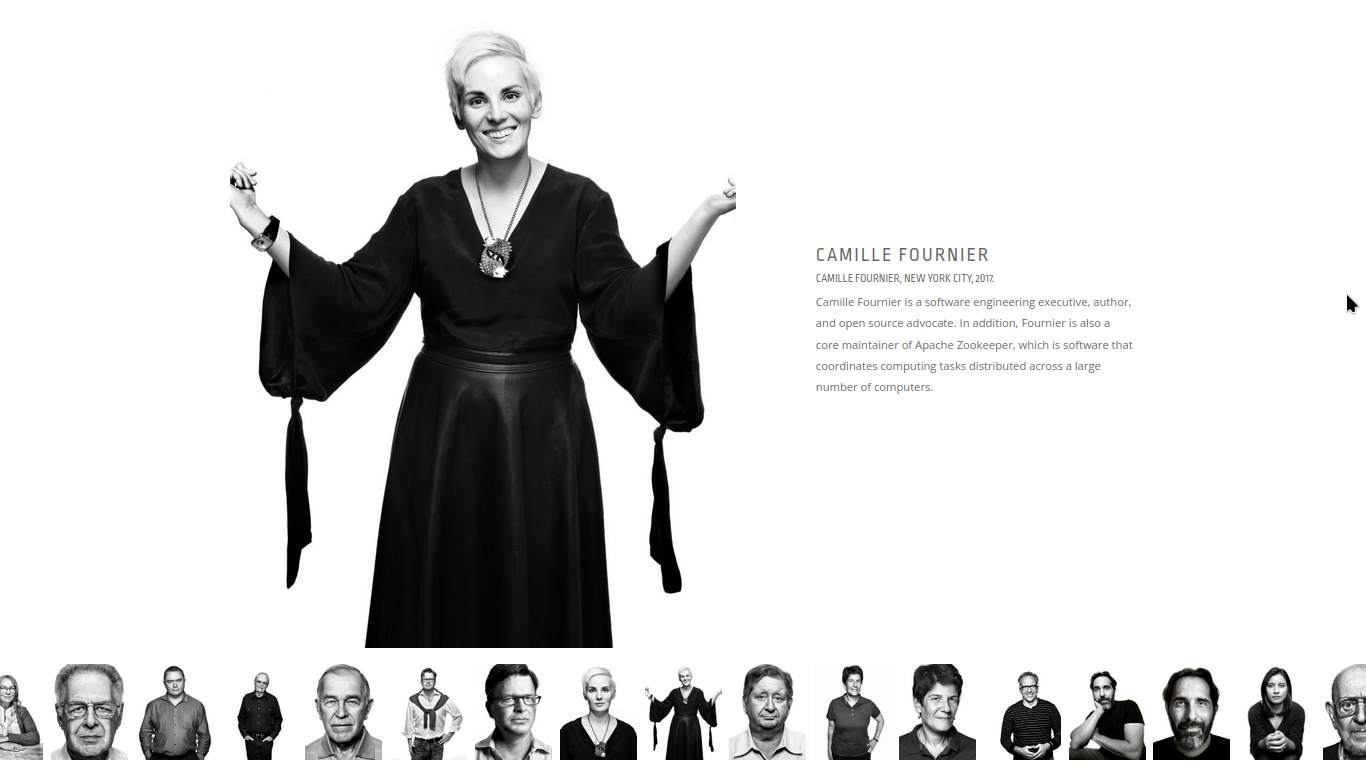 CAMILLE FOURNIER
CAMILLE FOURNIER, NEW YORK CITY, 2017.
Camille Fournier is a software engineering executive, author,
and open source advocate. In addition, Fournier is also a
core maintainer of Apache Zookeeper, which is software that
coordinates computing tasks distributed across a large
number of computers.